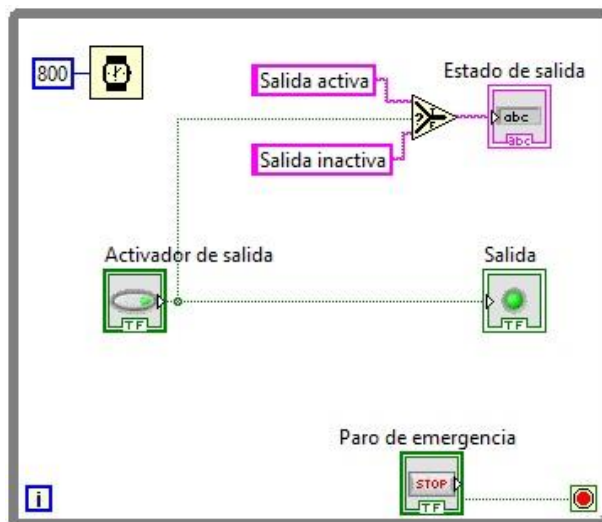 800
Salida activa
Estado de salida
?
F
abc
abc
Salida inactiva
Activador de salida
Salida
TF
TF
Paro de emergencia
STOP
TF
i